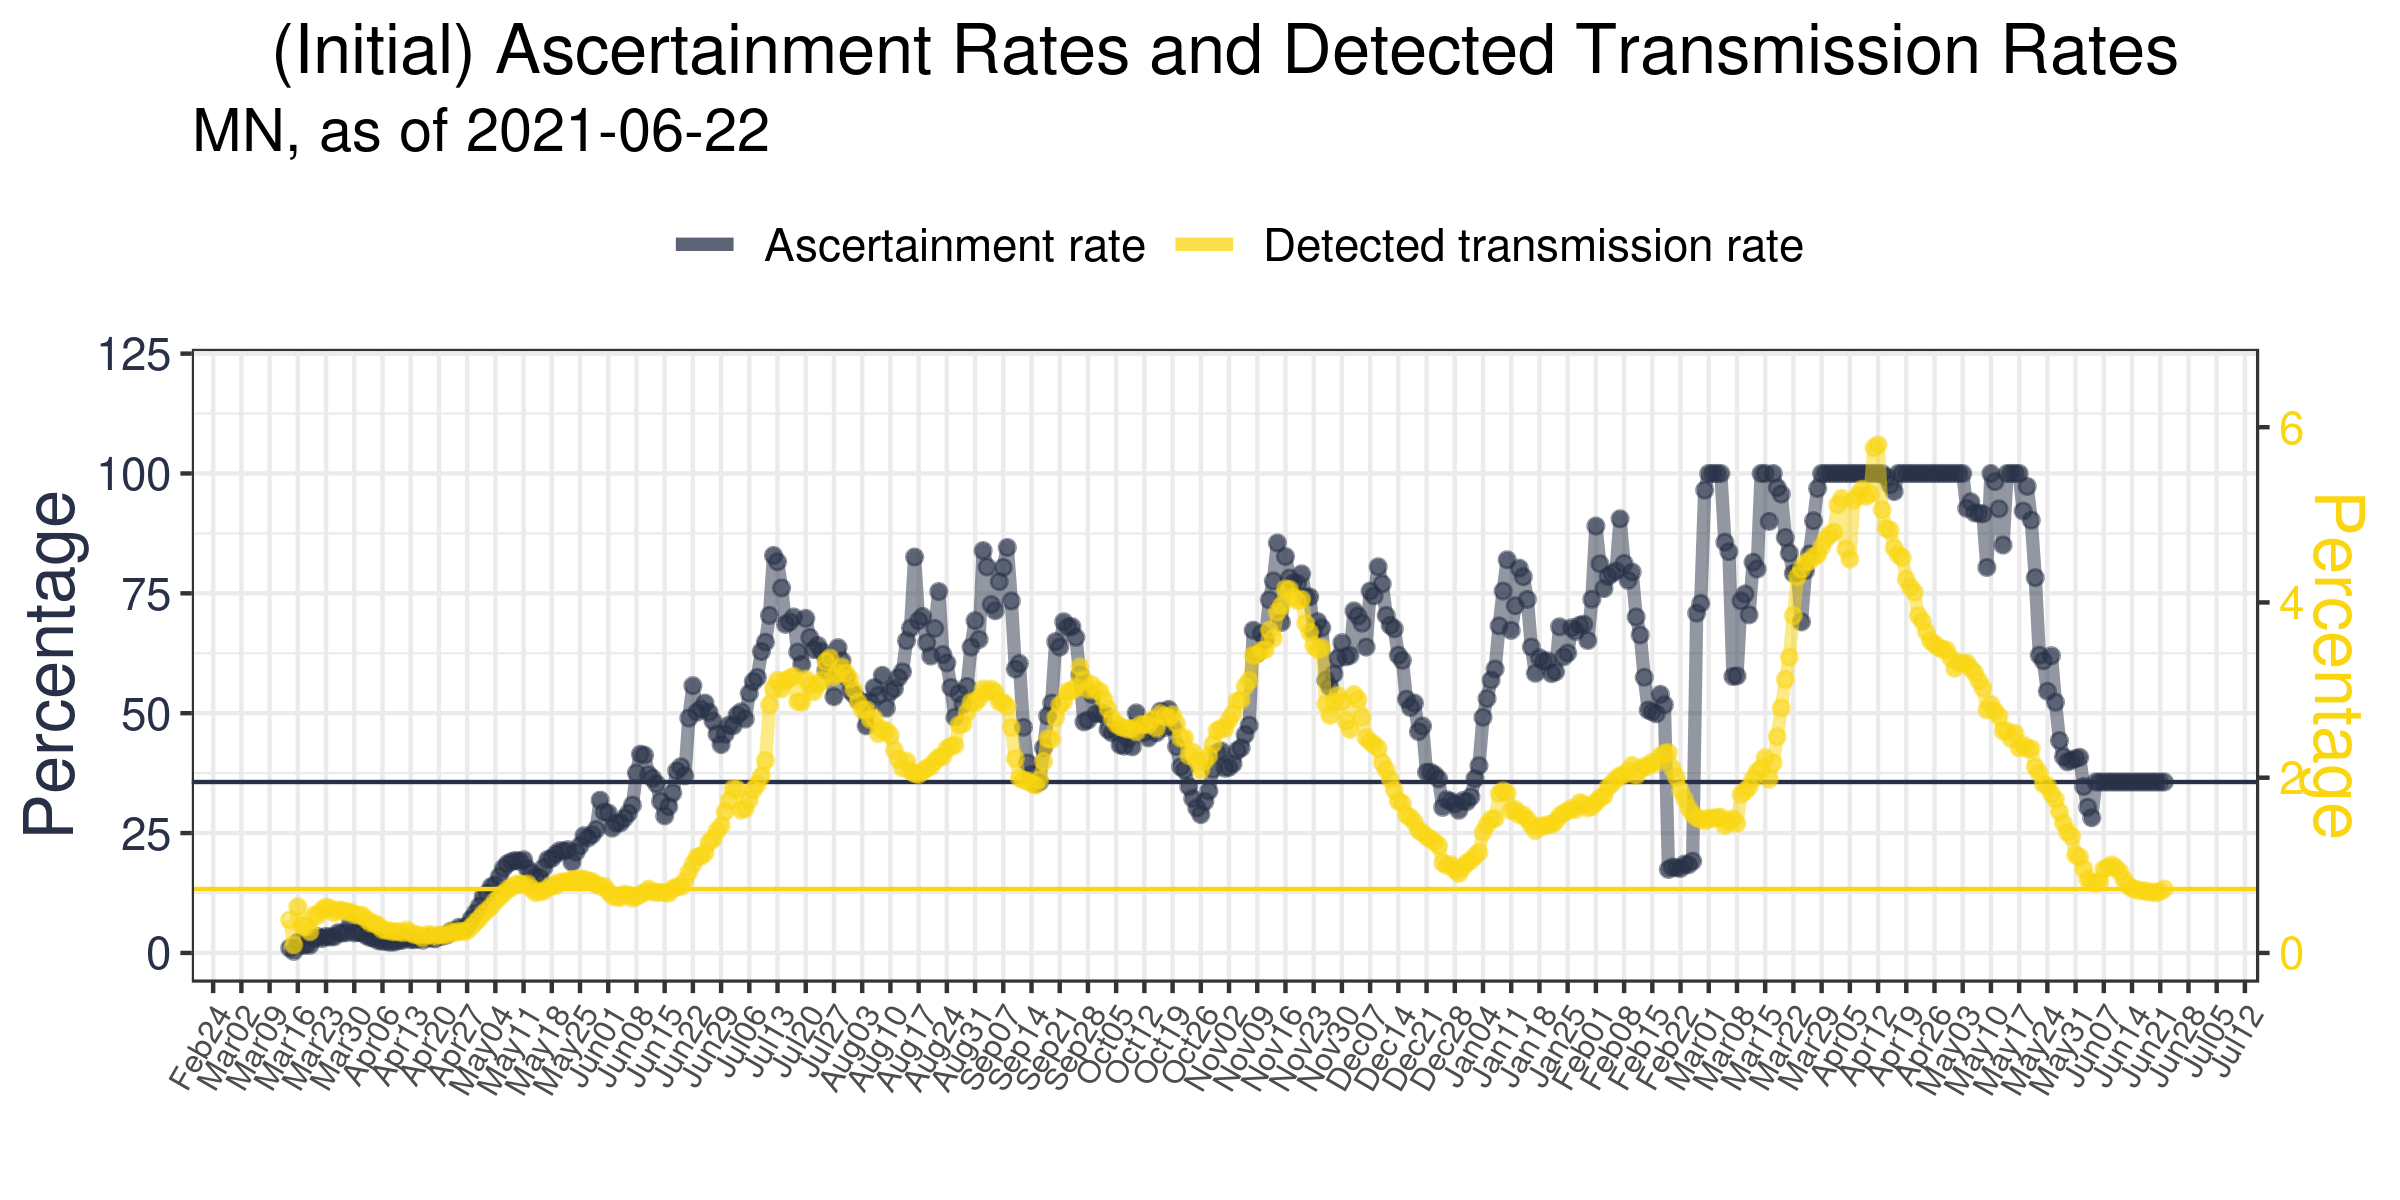 (Initial) Ascertainment Rates and Detected Transmission Rates
MN, as of 2021-06-22
Ascertainment rate
Detected transmission rate
125
100
75
50
25
0
Percentage
6
4
2
0
Percentage
Feb24
Mar02
Mar09
Mar16
Mar23
Mar30
Apr06
Apr13
Apr20
Apr27
May04
May11
May18
May25
Jun01
Jun08
Jun15
Jun22
Jun29
Jul06
Jul13
Jul20
Jul27
Aug03
Aug10
Aug17
Aug24
Aug31
Sep07
Sep14
Sep21
Sep28
Oct05
Oct12
Oct19
Oct26
Nov02
Nov09
Nov16
Nov23
Nov30
Dec07
Dec14
Dec21
Dec28
Jan04
Jan11
Jan18
Jan25
Feb01
Feb08
Feb15
Feb22
Mar01
Mar08
Mar15
Mar22
Mar29
Apr05
Apr12
Apr19
Apr26
May03
May10
May17
May24
May31
Jun07
Jun14
Jun21
Jun28
Jul05
Jul12